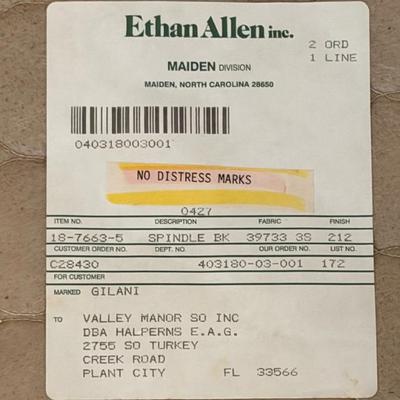 Ethan Allen inc.
2 ORD
1 LINE
MAIDEN DIVISION
MAIDEN, NORTH CAROLINA 28650
040318003001
NO DISTRESS MARKS
0427
ITEM NO. DESCRIPTION FABRIC FINISH
18-7663-5 SPINDLE BK 39733 3S 212
CUSTOMER ORDER NO. DEPT. NO. OUR ORDER NO. LIST NO.
C28430 403180-03-001 172
FOR CUSTOMER
MARKED GILANI
TO VALLEY MANOR SO INC
DBA HALPERNS E.A.G.
2755 SO TURKEY
CREEK ROAD
PLANT CITY FL 33566